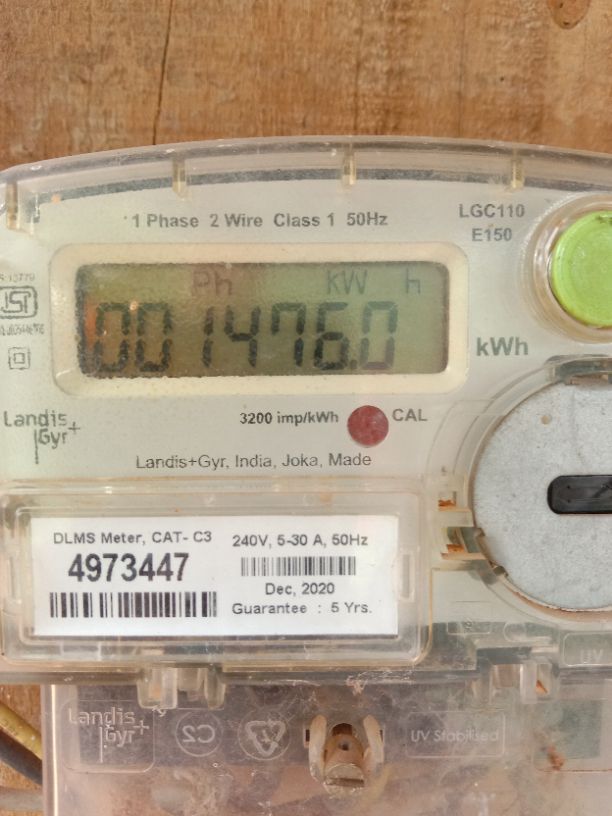 1 Phase 2 Wire Class 1 50Hz
LGC110
E150
Ph kW h
001476.0
kWh
3200 imp/kWh
CAL
Landis+
Gyr
Landis+Gyr, India, Joka, Made
DLMS Meter, CAT- C3
4973447
240V, 5-30 A, 50Hz
Dec, 2020
Guarantee : 5 Yrs.
Landis+
Gyr
C2
UV Stabilised
UV